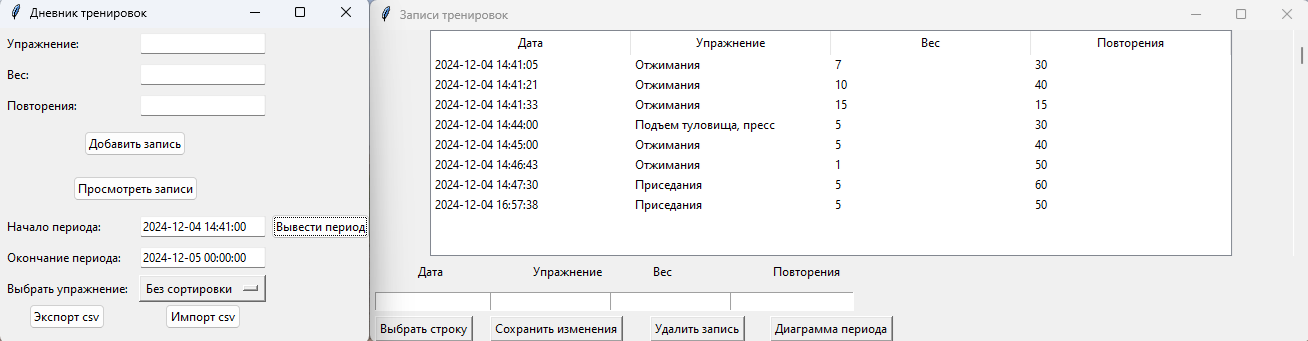 Дневник тренировок
Упражнение:
Вес:
Повторения:
Добавить запись
Просмотреть записи
Начало периода: 2024-12-04 14:41:00 Вывести период
Окончание периода: 2024-12-05 00:00:00
Выбрать упражнение: Без сортировки
Экспорт csv Импорт csv
Записи тренировок
Дата Упражнение Вес Повторения
2024-12-04 14:41:05 Отжимания 7 30
2024-12-04 14:41:21 Отжимания 10 40
2024-12-04 14:41:33 Отжимания 15 15
2024-12-04 14:44:00 Подъем туловища, пресс 5 30
2024-12-04 14:45:00 Отжимания 5 40
2024-12-04 14:46:43 Отжимания 1 50
2024-12-04 14:47:30 Приседания 5 60
2024-12-04 16:57:38 Приседания 5 50
Дата Упражнение Вес Повторения
Выбрать строку Сохранить изменения Удалить запись Диаграмма периода